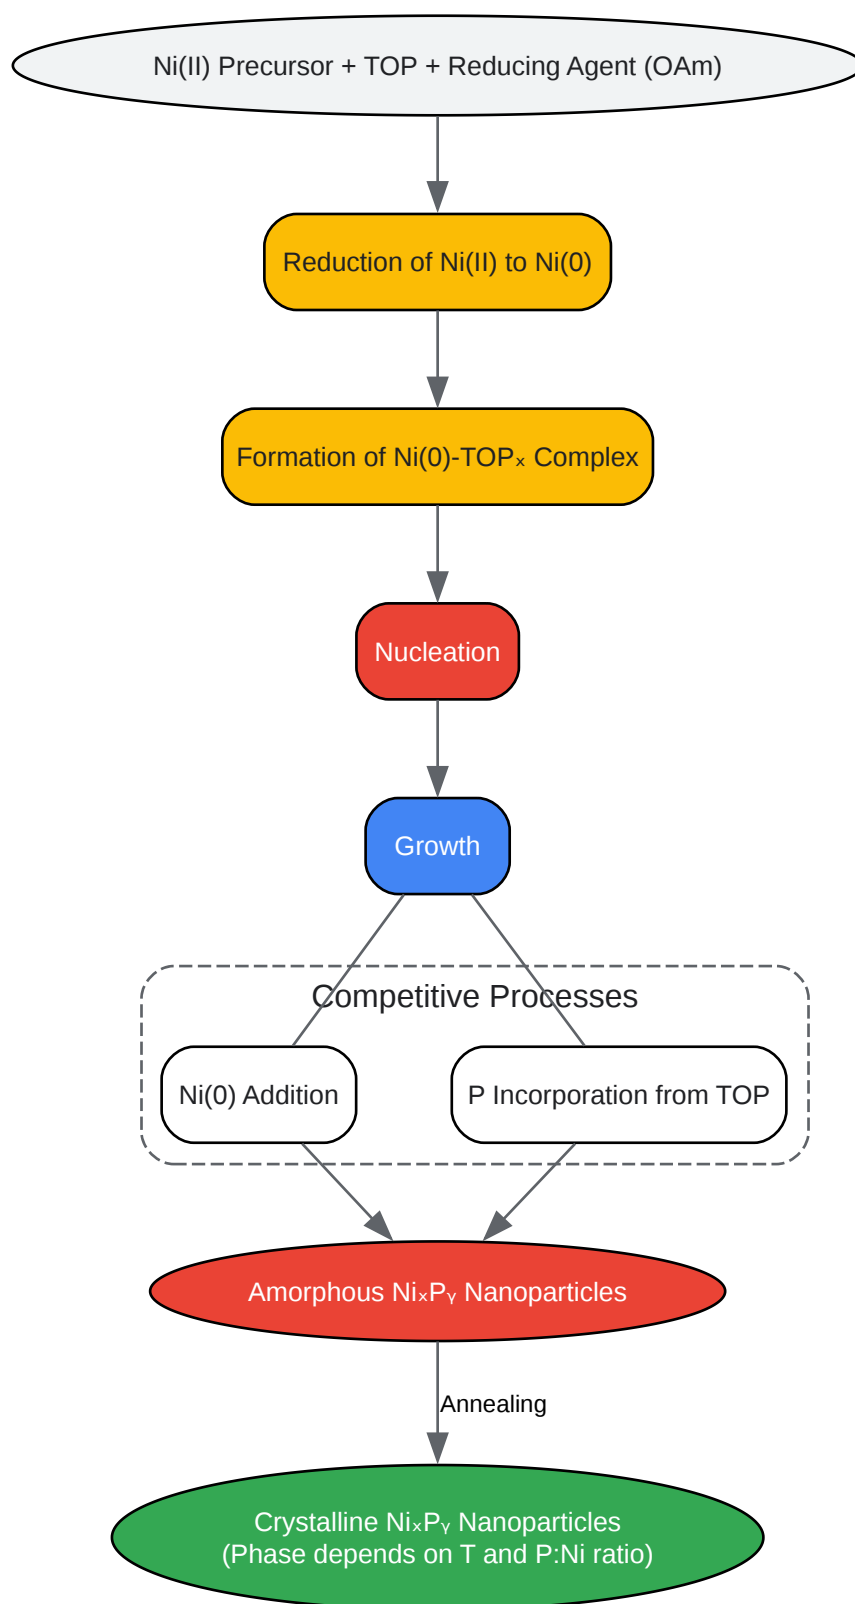 Ni(II) Precursor + TOP + Reducing Agent (OAm)
Reduction of Ni(II) to Ni(0)
Formation of Ni(0)-TOPₓ Complex
Nucleation
Growth
Competitive Processes
Ni(0) Addition
P Incorporation from TOP
Amorphous NiₓPᵧ Nanoparticles
Annealing
Crystalline NiₓPᵧ Nanoparticles
(Phase depends on T and P:Ni ratio)